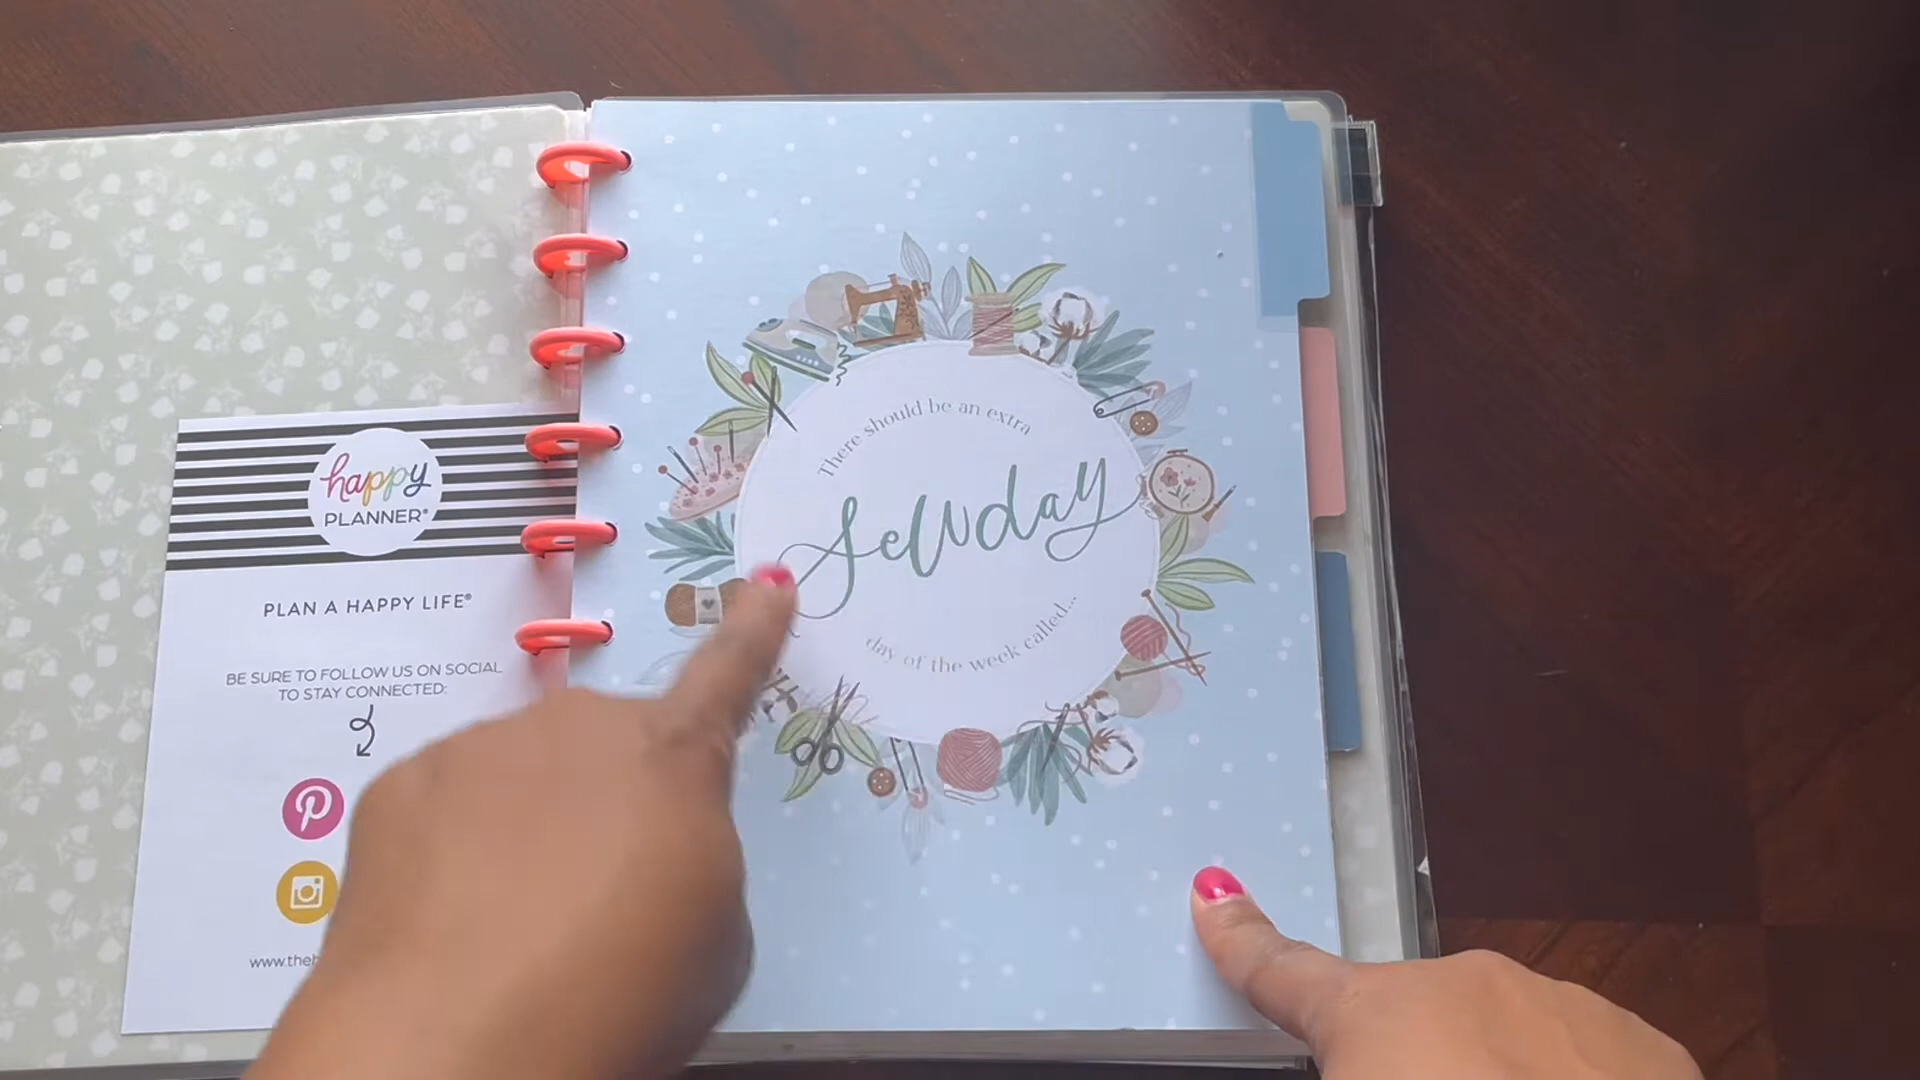 happy
PLANNER®
PLAN A HAPPY LIFE®
BE SURE TO FOLLOW US ON SOCIAL
TO STAY CONNECTED:
There should be an extra
Sewday
day of the week called...